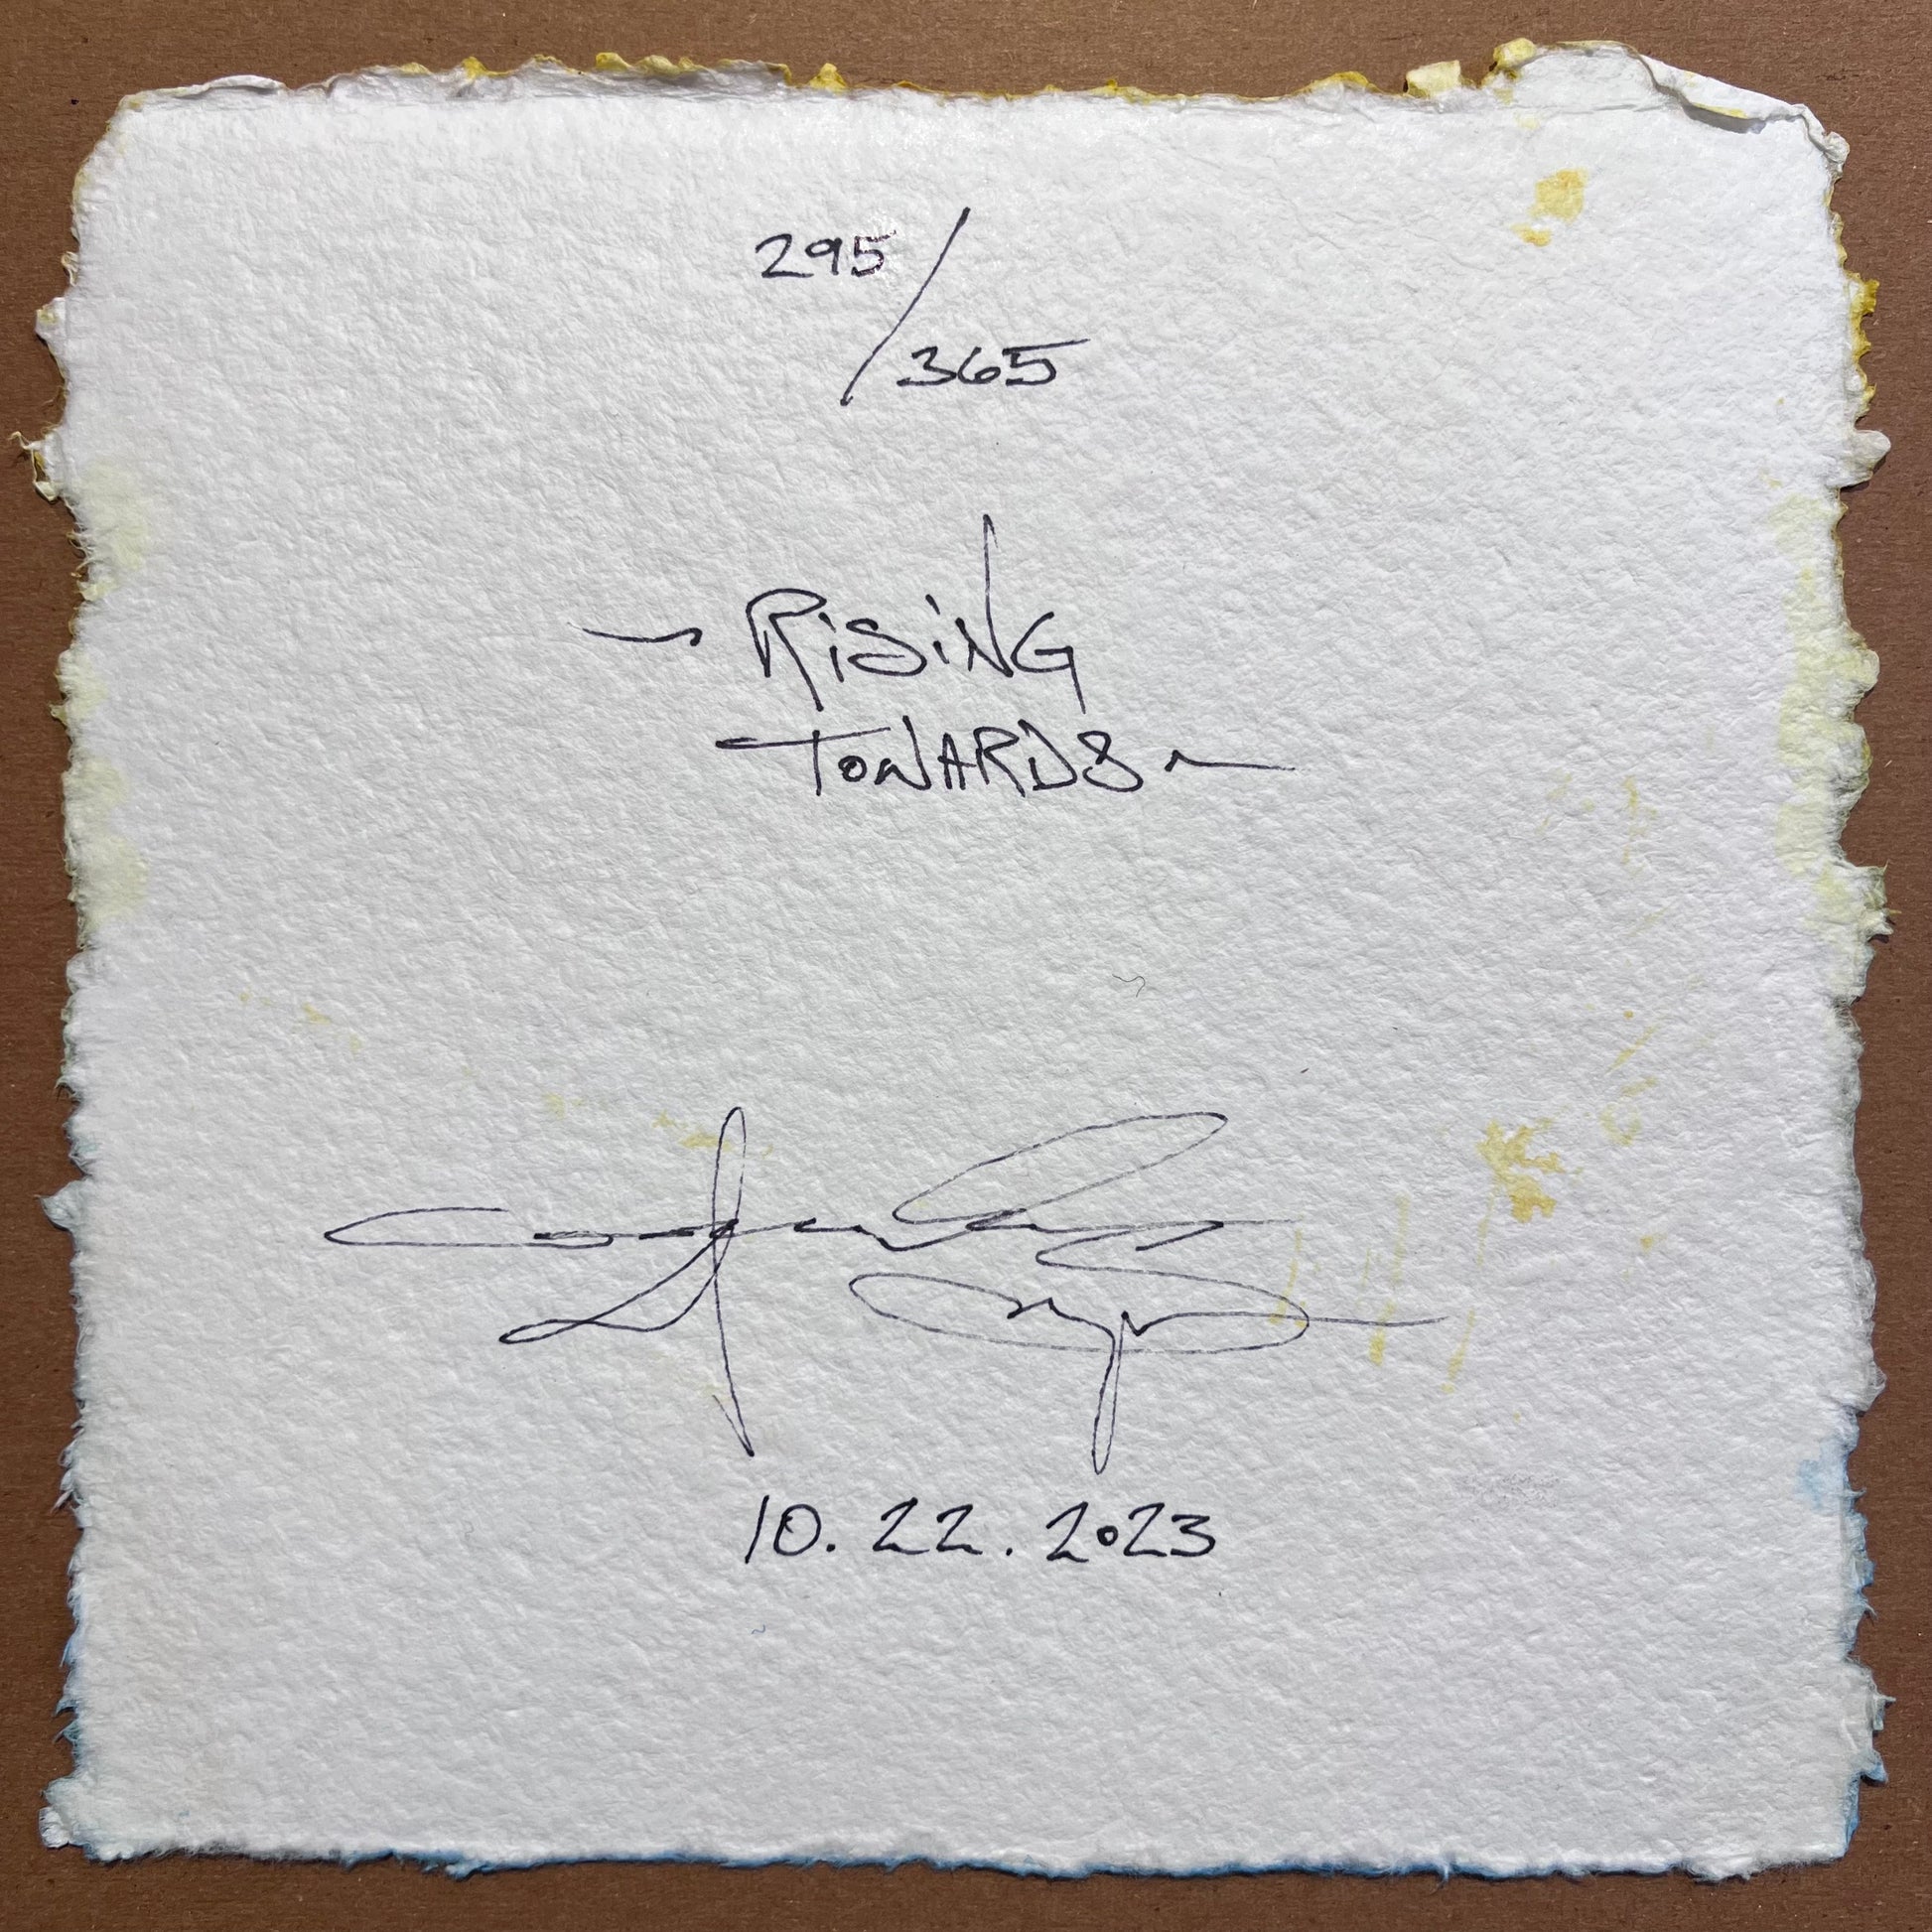 295/365
~ RISING
TOWARDS ~
10.22.2023